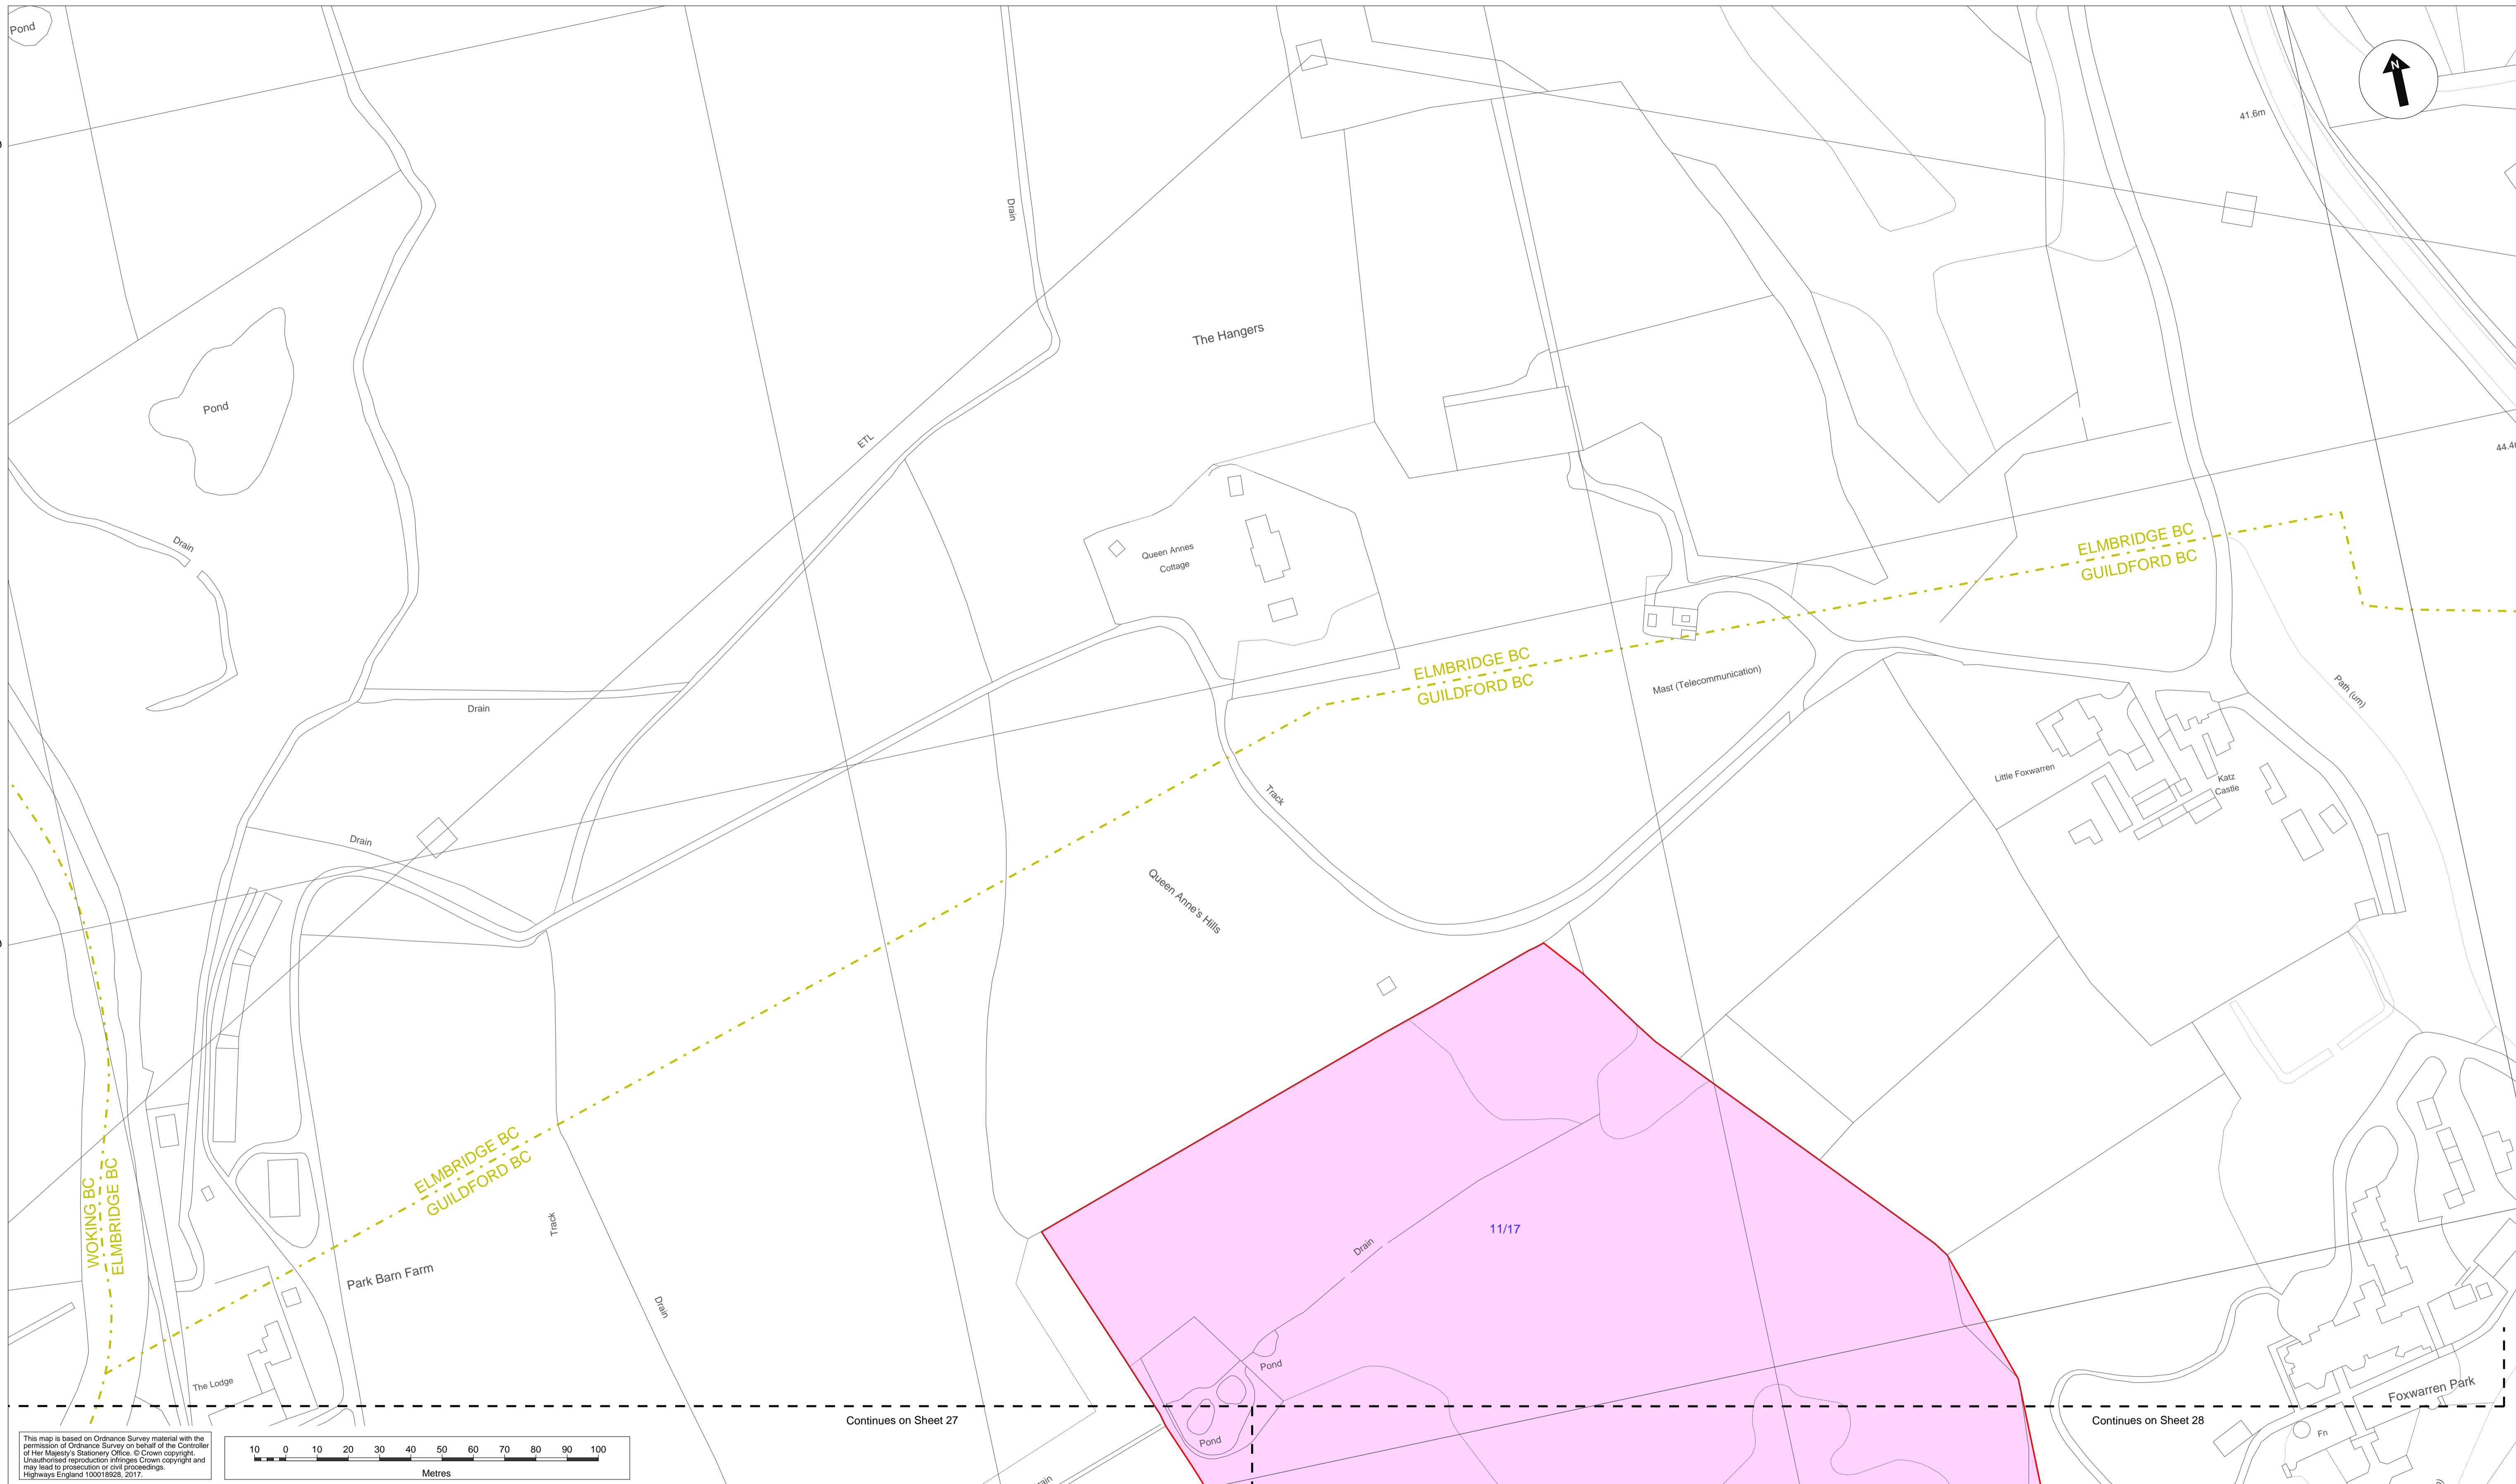 Pond
N
41.6m
Drain
The Hangers
Pond
ETL
44.4
Drain
Queen Annes
Cottage
ELMBRIDGE BC
GUILDFORD BC
ELMBRIDGE BC
GUILDFORD BC
Mast (Telecommunication)
Path (um)
Drain
Little Foxwarren
Katz
Castle
Track
Drain
Queen Anne's Hills
ELMBRIDGE BC
GUILDFORD BC
WOKING BC
ELMBRIDGE BC
Track
11/17
Drain
Park Barn Farm
Drain
Pond
The Lodge
Foxwarren Park
Continues on Sheet 27
Continues on Sheet 28
Pond
Fn
This map is based on Ordnance Survey material with the
permission of Ordnance Survey on behalf of the Controller
of Her Majesty's Stationery Office. © Crown copyright.
Unauthorised reproduction infringes Crown copyright and
may lead to prosecution or civil proceedings.
Highways England 100018928, 2017.
10 0 10 20 30 40 50 60 70 80 90 100
Metres